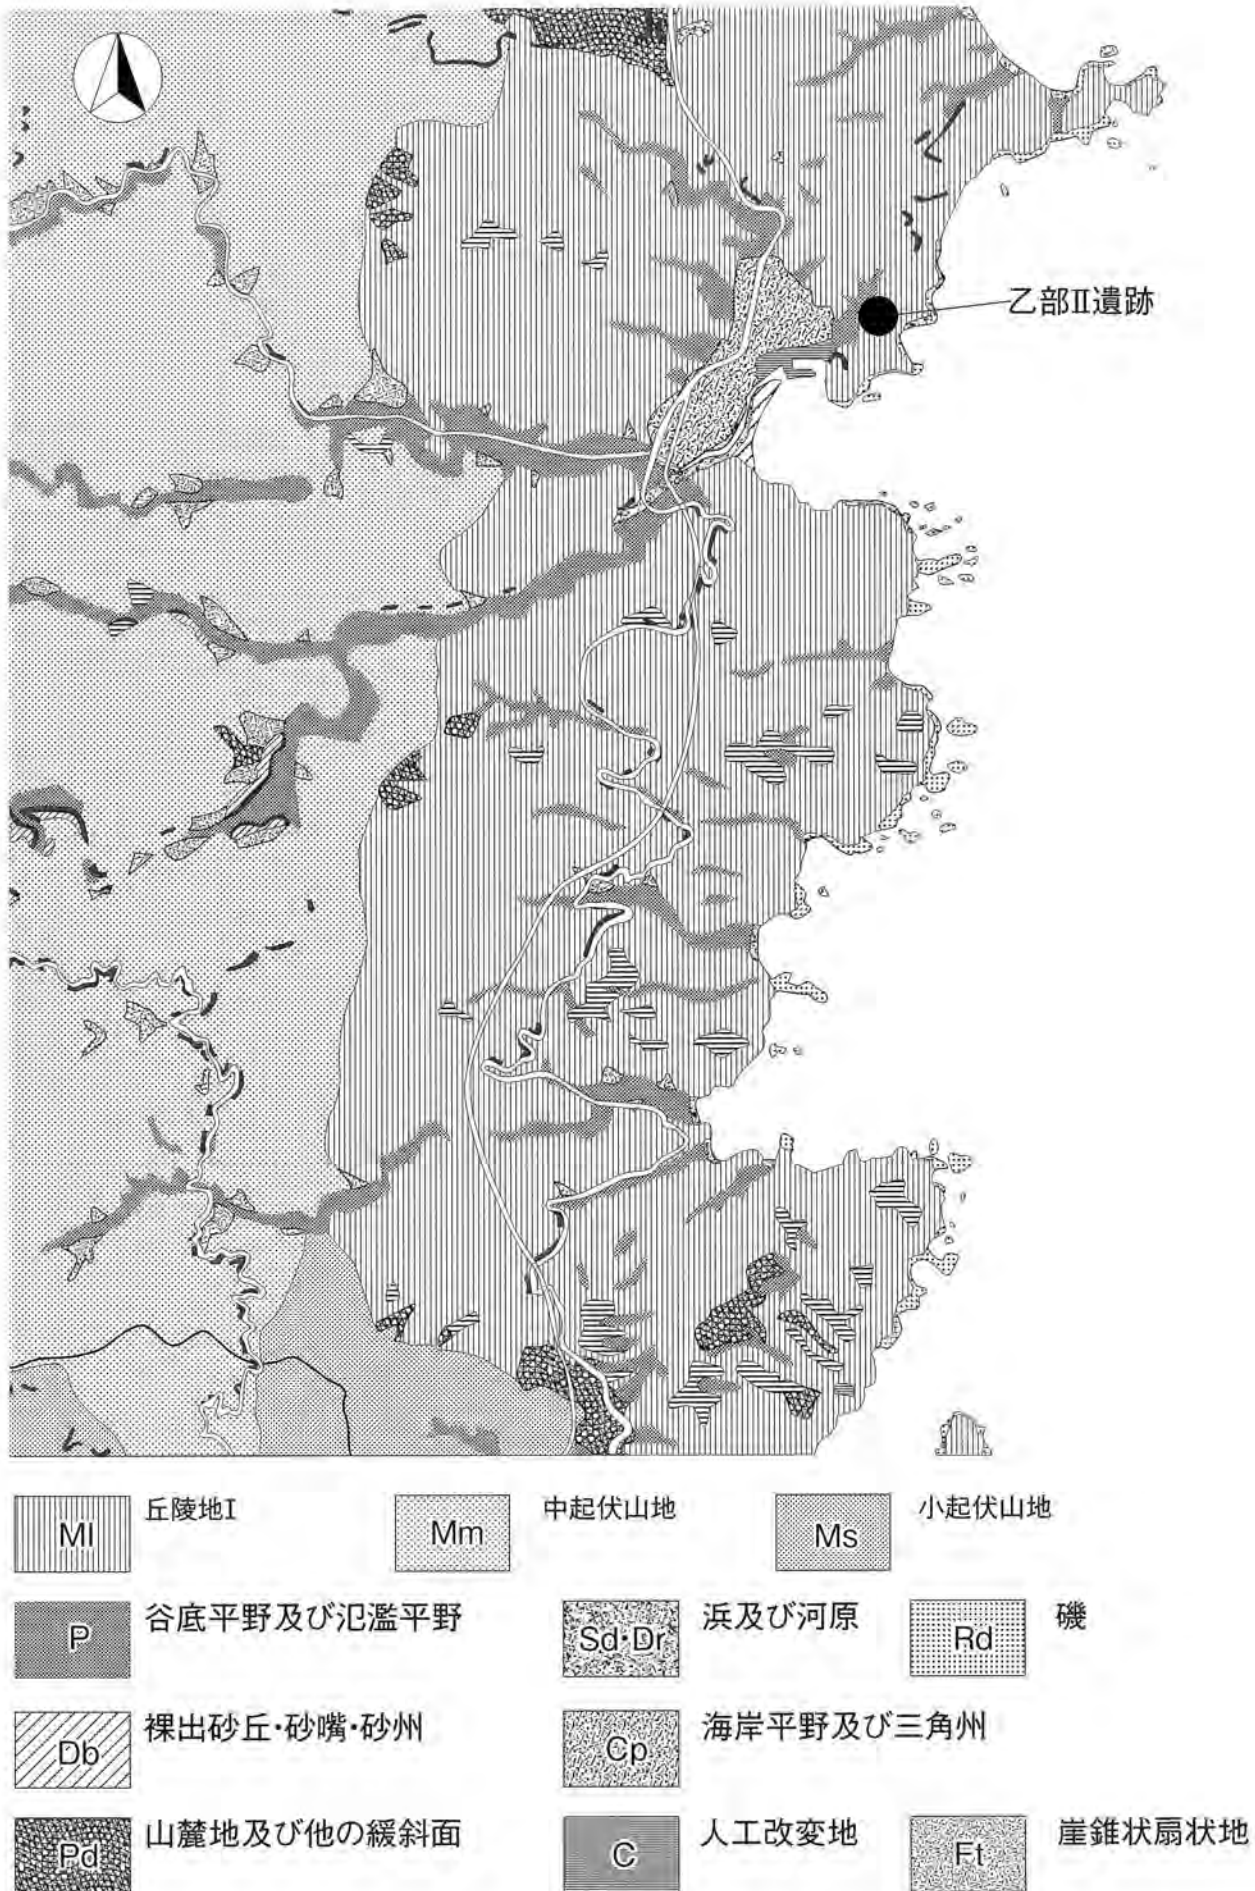 乙部Ⅱ遺跡
Ml 丘陵地Ⅰ Mm 中起伏山地 Ms 小起伏山地
P 谷底平野及び氾濫平野 Sd・Dr 浜及び河原 Rd 磯
Db 裸出砂丘・砂嘴・砂州 Cp 海岸平野及び三角州
Pd 山麓地及び他の緩斜面 C 人工改変地 Ft 崖錐状扇状地